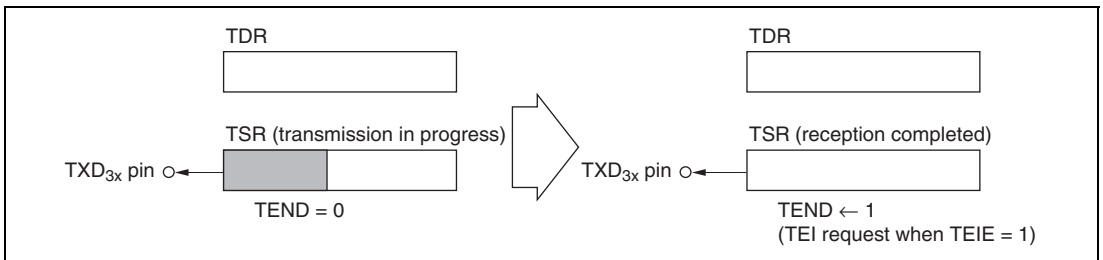 TDR
TSR (transmission in progress)
TXD3x pin
TEND = 0
TDR
TSR (reception completed)
TXD3x pin
TEND ← 1
(TEI request when TEIE = 1)